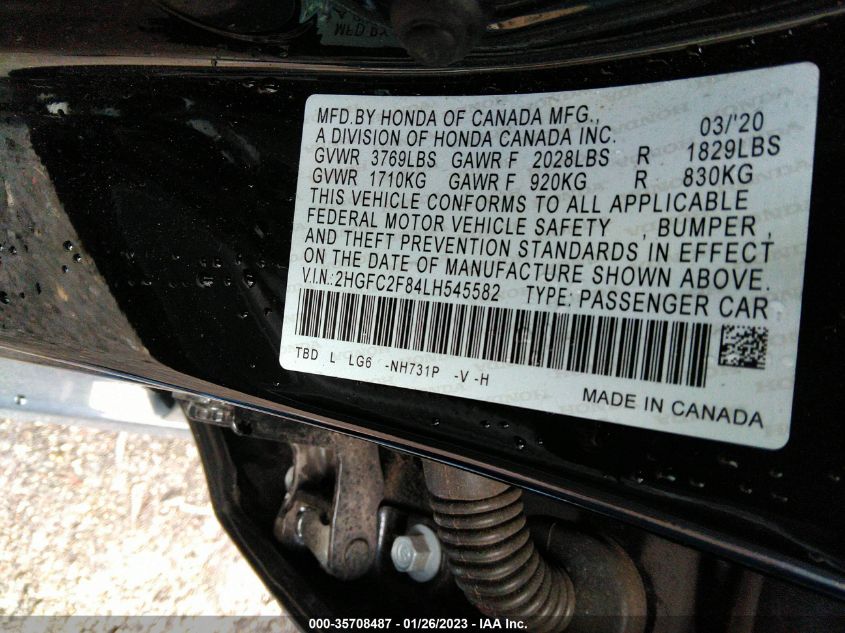 MFD.BY HONDA OF CANADA MFG.,
A DIVISION OF HONDA CANADA INC. 03/'20
GVWR 3769LBS GAWR F 2028LBS R 1829LBS
GVWR 1710KG GAWR F 920KG R 830KG
THIS VEHICLE CONFORMS TO ALL APPLICABLE
FEDERAL MOTOR VEHICLE SAFETY , BUMPER ,
AND THEFT PREVENTION STANDARDS IN EFFECT
ON THE DATE OF MANUFACTURE SHOWN ABOVE.
V.I.N.:2HGFC2F84LH545582 TYPE: PASSENGER CAR
TBD L LG6 -NH731P -V -H
MADE IN CANADA
000-35708487 - 01/26/2023 - IAA Inc.